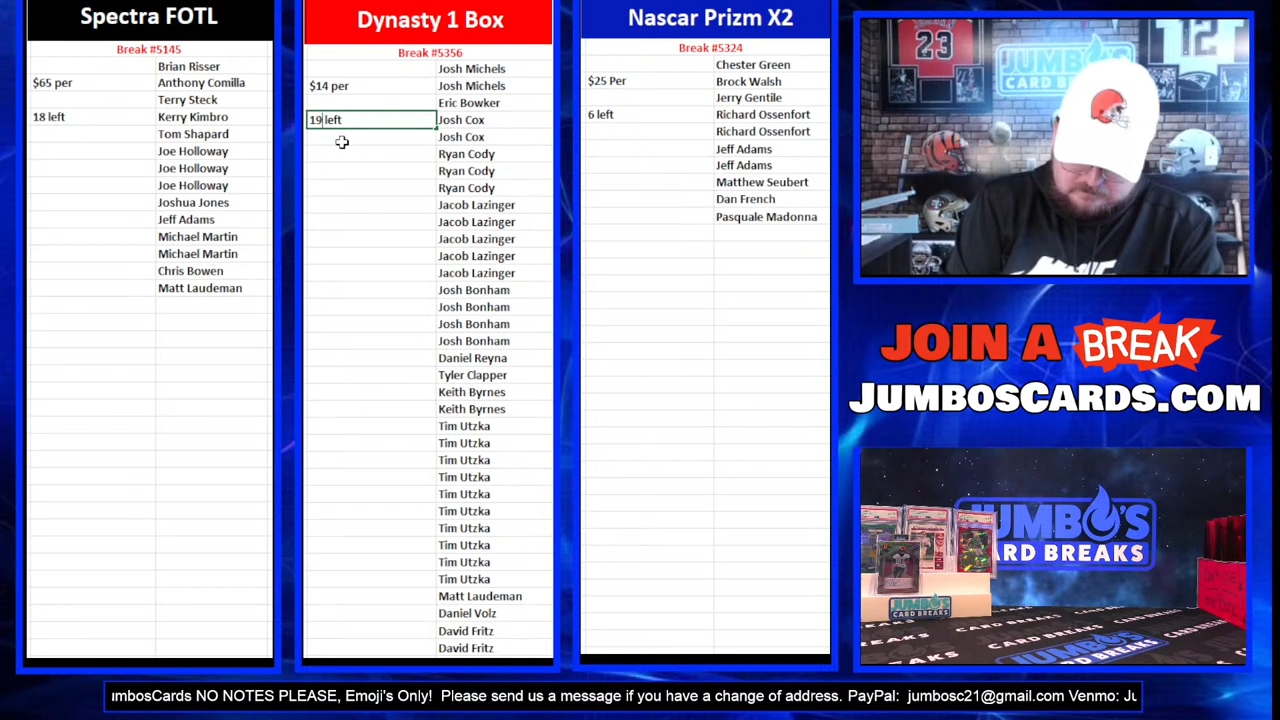 Spectra FOTL
Break #5145
Brian Risser
$65 per Anthony Comilla
Terry Steck
18 left Kerry Kimbro
Tom Shapard
Joe Holloway
Joe Holloway
Joe Holloway
Joshua Jones
Jeff Adams
Michael Martin
Michael Martin
Chris Bowen
Matt Laudeman
Dynasty 1 Box
Break #5356
Josh Michels
$14 per Josh Michels
Eric Bowker
19 left Josh Cox
Josh Cox
Ryan Cody
Ryan Cody
Ryan Cody
Jacob Lazinger
Jacob Lazinger
Jacob Lazinger
Jacob Lazinger
Jacob Lazinger
Josh Bonham
Josh Bonham
Josh Bonham
Josh Bonham
Daniel Reyna
Tyler Clapper
Keith Byrnes
Keith Byrnes
Tim Utzka
Tim Utzka
Tim Utzka
Tim Utzka
Tim Utzka
Tim Utzka
Tim Utzka
Tim Utzka
Tim Utzka
Tim Utzka
Matt Laudeman
Daniel Volz
David Fritz
David Fritz
Nascar Prizm X2
Break #5324
Chester Green
$25 Per Brock Walsh
Jerry Gentile
6 left Richard Ossenfort
Richard Ossenfort
Jeff Adams
Jeff Adams
Matthew Seubert
Dan French
Pasquale Madonna
23
12
CARD BREAKS
JOIN A BREAK
JumbosCards.com
JUMBO'S
CARD BREAKS
JUMBO'S
CARD BREAKS
CARD BREAKS
umbosCards NO NOTES PLEASE, Emoji's Only! Please send us a message if you have a change of address. PayPal: jumbosc21@gmail.com Venmo: Ju